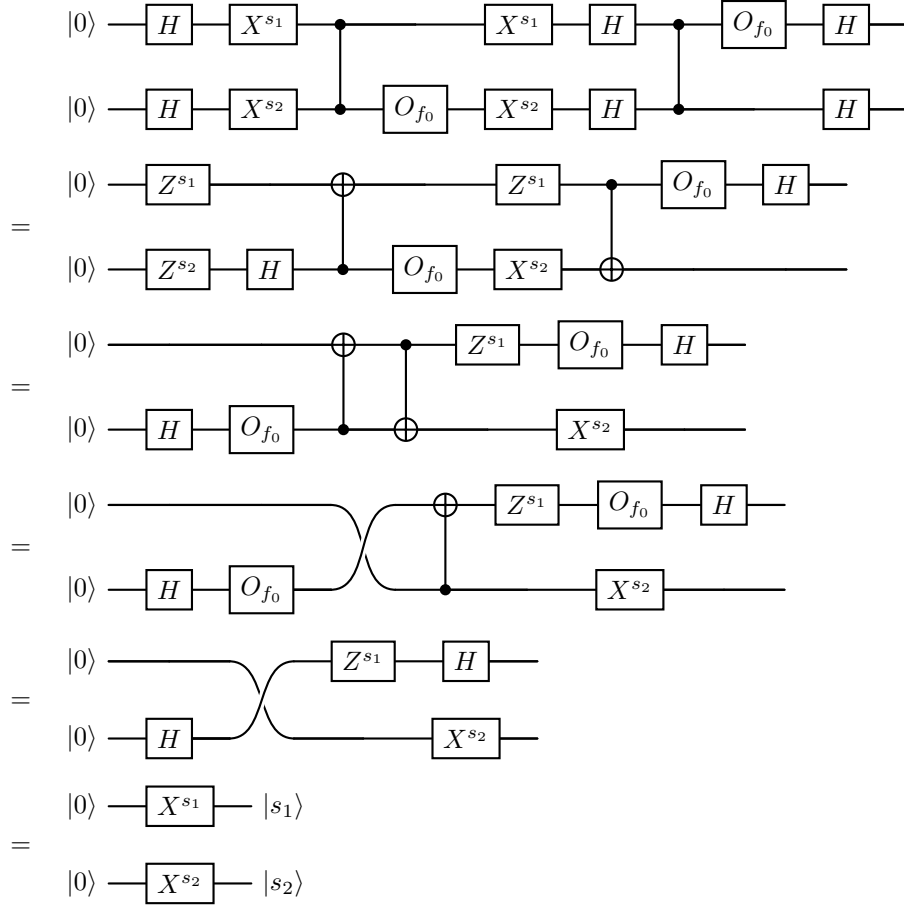 |0⟩ H X^{s_1} X^{s_1} H O_{f_0} H
|0⟩ H X^{s_2} O_{f_0} X^{s_2} H H
=
|0⟩ Z^{s_1} Z^{s_1} O_{f_0} H
|0⟩ Z^{s_2} H O_{f_0} X^{s_2}
=
|0⟩ Z^{s_1} O_{f_0} H
|0⟩ H O_{f_0} X^{s_2}
=
|0⟩ Z^{s_1} O_{f_0} H
|0⟩ H O_{f_0} X^{s_2}
=
|0⟩ Z^{s_1} H
|0⟩ H X^{s_2}
=
|0⟩ X^{s_1} |s_1⟩
|0⟩ X^{s_2} |s_2⟩